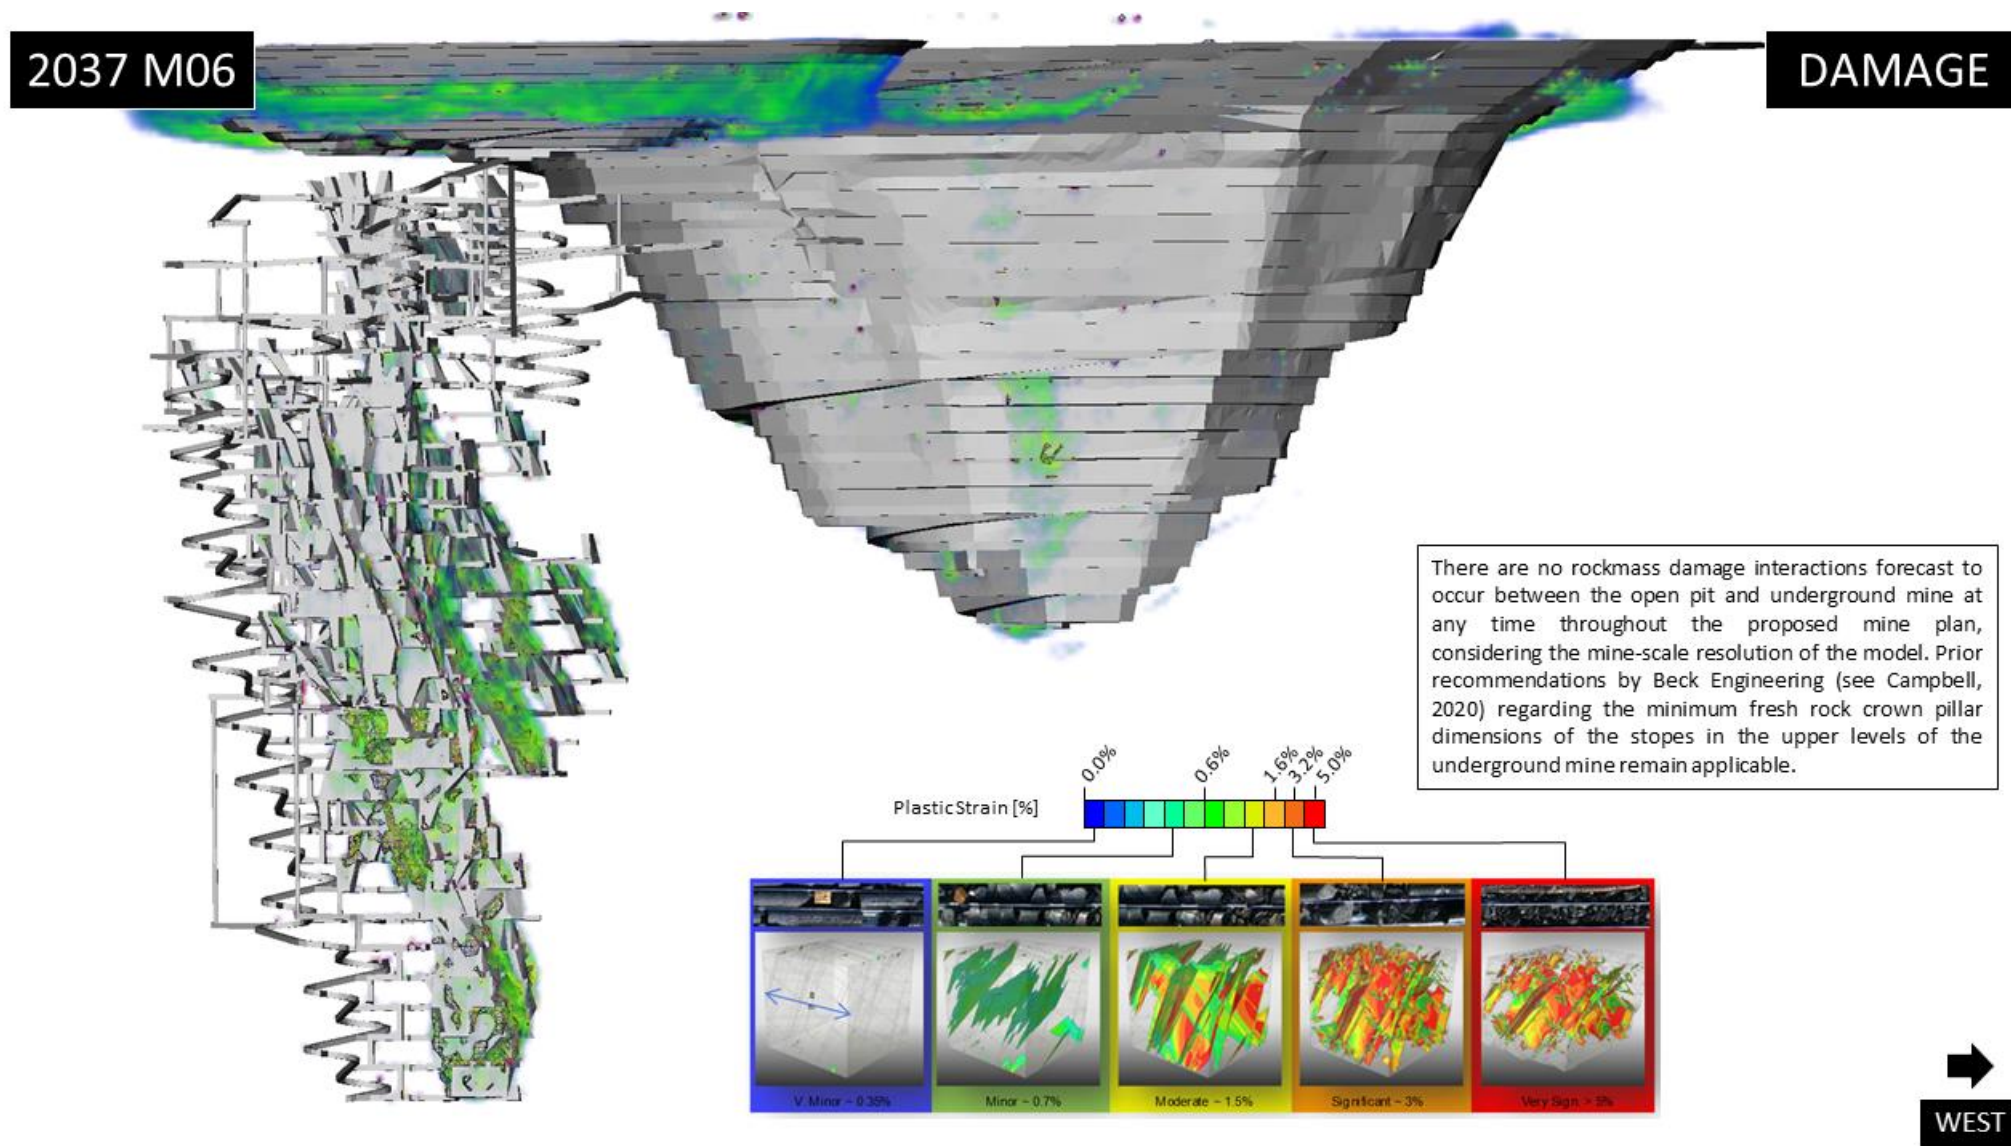 2037 M06
DAMAGE
There are no rockmass damage interactions forecast to
occur between the open pit and underground mine at
any time throughout the proposed mine plan,
considering the mine-scale resolution of the model. Prior
recommendations by Beck Engineering (see Campbell,
2020) regarding the minimum fresh rock crown pillar
dimensions of the stopes in the upper levels of the
underground mine remain applicable.
0.0%
0.6%
1.6%
3.2%
5.0%
Plastic Strain [%]
V. Minor ~ 0.35%
Minor ~ 0.7%
Moderate ~ 1.5%
Significant ~ 3%
Very Sign. > 5%
WEST